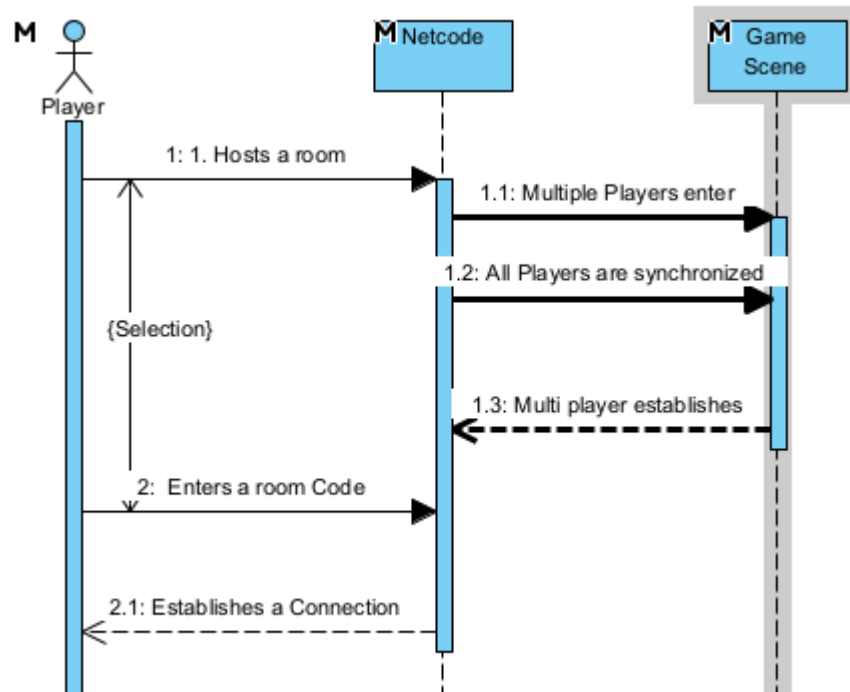 M
Player
M Netcode
M Game
Scene
1: 1. Hosts a room
1.1: Multiple Players enter
1.2: All Players are synchronized
{Selection}
1.3: Multi player establishes
2:  Enters a room Code
2.1: Establishes a Connection